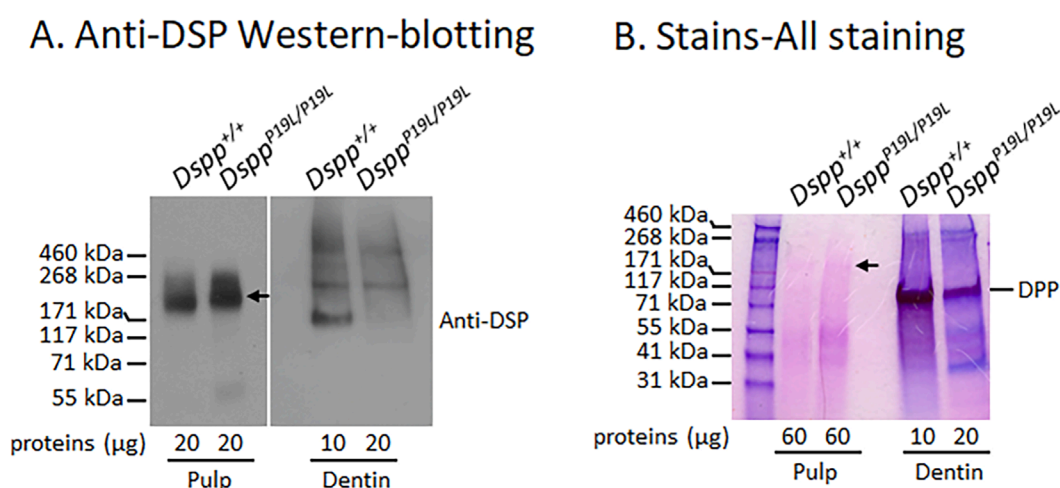 A. Anti-DSP Western-blotting
Dspp+/+
DsppP19L/P19L
Dspp+/+
DsppP19L/P19L
460 kDa
268 kDa
171 kDa
117 kDa
71 kDa
55 kDa
Anti-DSP
proteins (µg) 20 20 10 20
Pulp Dentin
B. Stains-All staining
Dspp+/+
DsppP19L/P19L
Dspp+/+
DsppP19L/P19L
460 kDa
268 kDa
171 kDa
117 kDa
71 kDa
55 kDa
41 kDa
31 kDa
DPP
proteins (µg) 60 60 10 20
Pulp Dentin